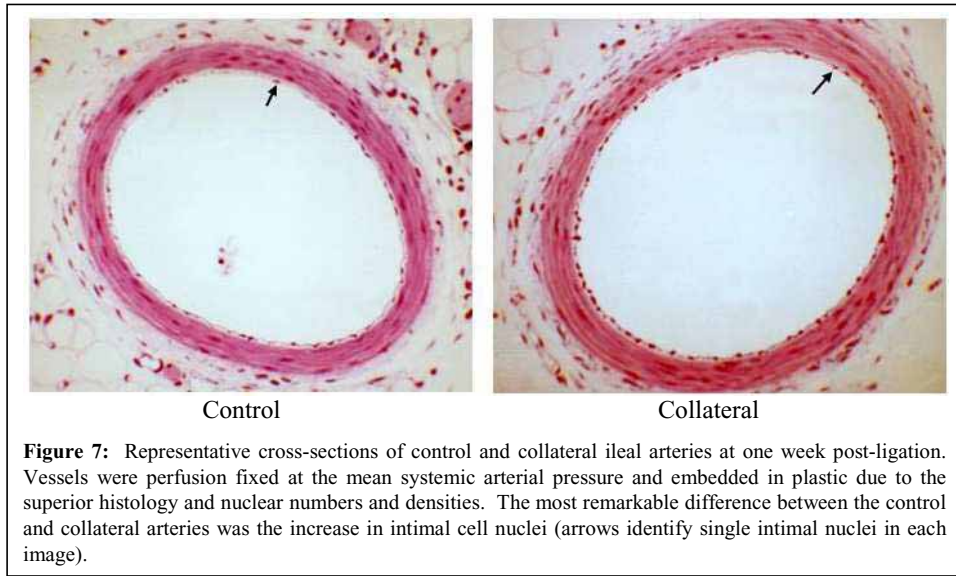 Control
Collateral
Figure 7: Representative cross-sections of control and collateral ileal arteries at one week post-ligation.
Vessels were perfusion fixed at the mean systemic arterial pressure and embedded in plastic due to the
superior histology and nuclear numbers and densities. The most remarkable difference between the control
and collateral arteries was the increase in intimal cell nuclei (arrows identify single intimal nuclei in each
image).